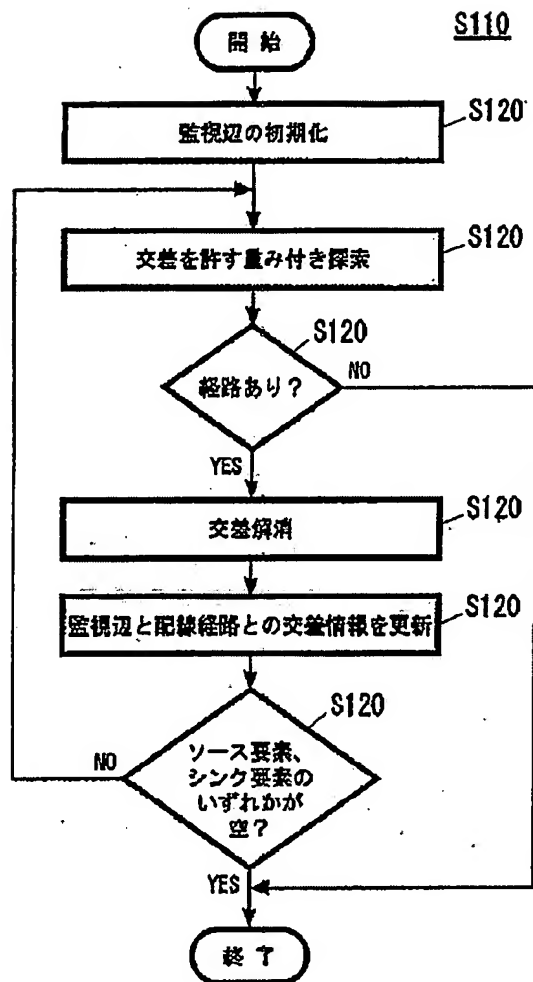 S110
開始
S120
監視辺の初期化
S120
交差を許す重み付き探索
S120
経路あり？
NO
YES
S120
交差解消
S120
監視辺と配線経路との交差情報を更新
S120
ソース要素、
シンク要素の
いずれかが
空？
NO
YES
終了